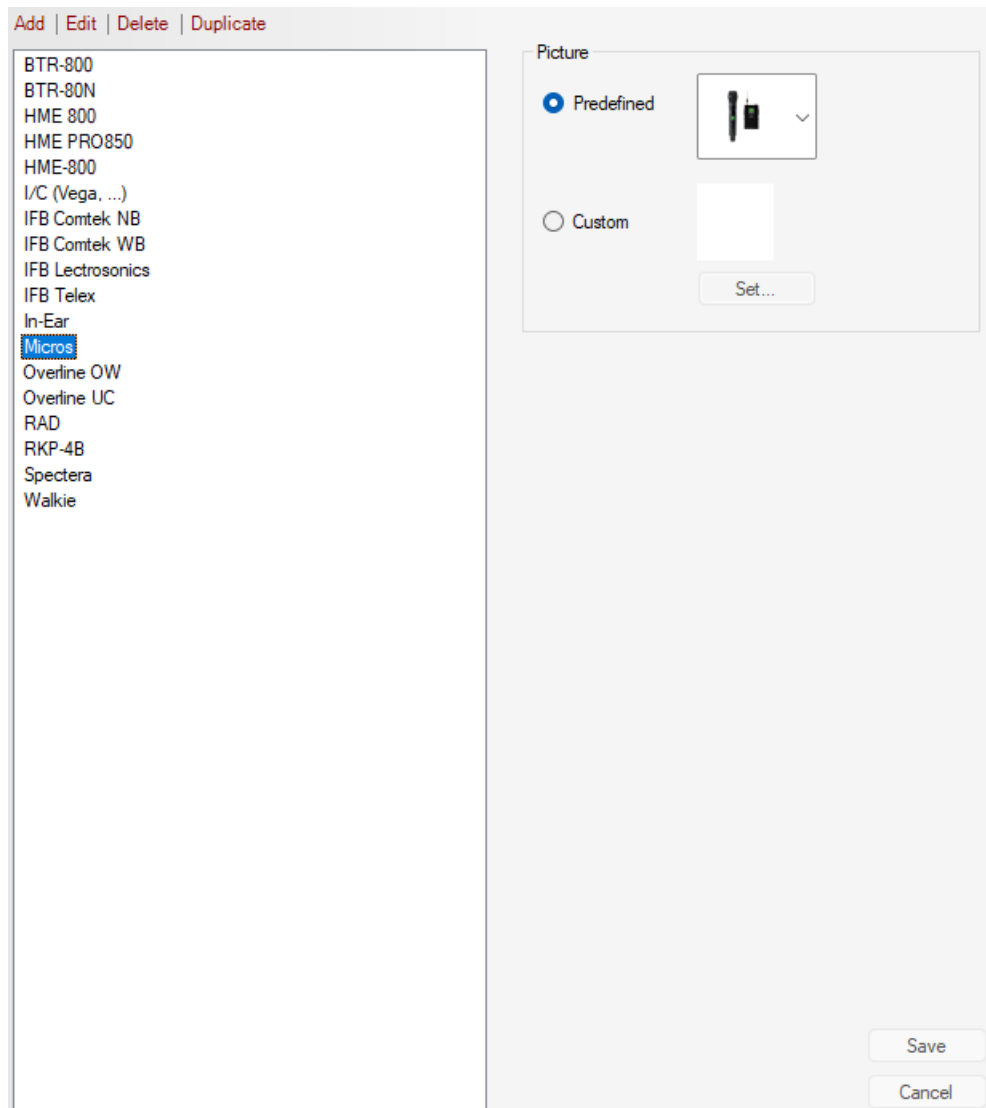 Add | Edit | Delete | Duplicate
BTR-800
BTR-80N
HME 800
HME PRO850
HME-800
I/C (Vega, ...)
IFB Comtek NB
IFB Comtek WB
IFB Lectrosonics
IFB Telex
In-Ear
Micros
Overline OW
Overline UC
RAD
RKP-4B
Spectera
Walkie
Picture
Predefined
Custom
Set...
Save
Cancel